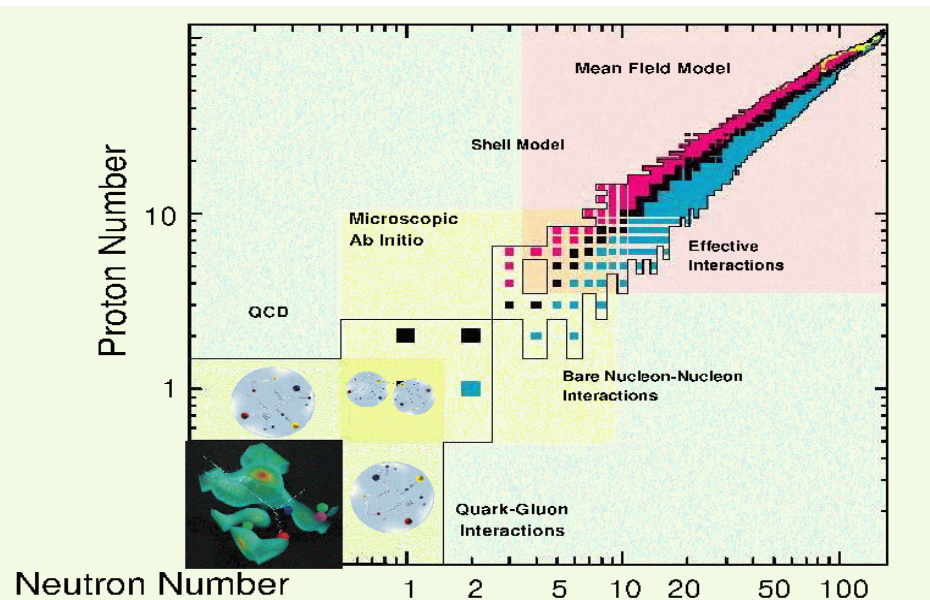 Mean Field Model
Shell Model
Proton Number
10
Microscopic
Ab Initio
Effective
Interactions
QCD
1
Bare Nucleon-Nucleon
Interactions
Quark-Gluon
Interactions
Neutron Number
1 2 5 10 20 50 100